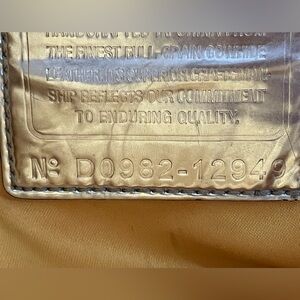 THE FINEST FULL-GRAIN COWHIDE
LEATHER. ITS SUPERIOR CRAFTSMAN-
SHIP REFLECTS OUR COMMITMENT
TO ENDURING QUALITY.
Nº D0982-12949